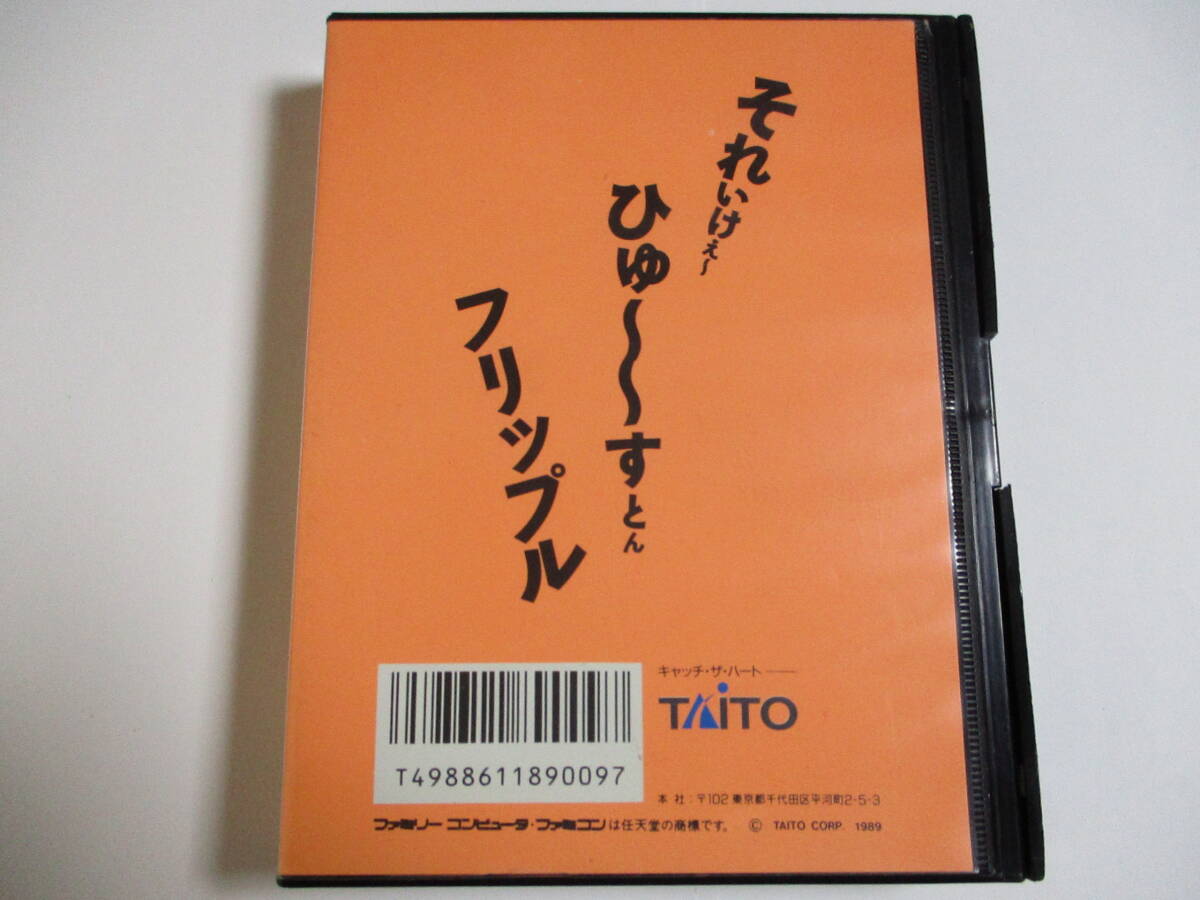 それいけぇ〜
ひゅ〜〜すとん
フリップル
キャッチ・ザ・ハート
TAITO
T4988611890097
本社：〒102 東京都千代田区平河町2-5-3
ファミリーコンピュータ・ファミコンは任天堂の商標です。 © TAITO CORP. 1989